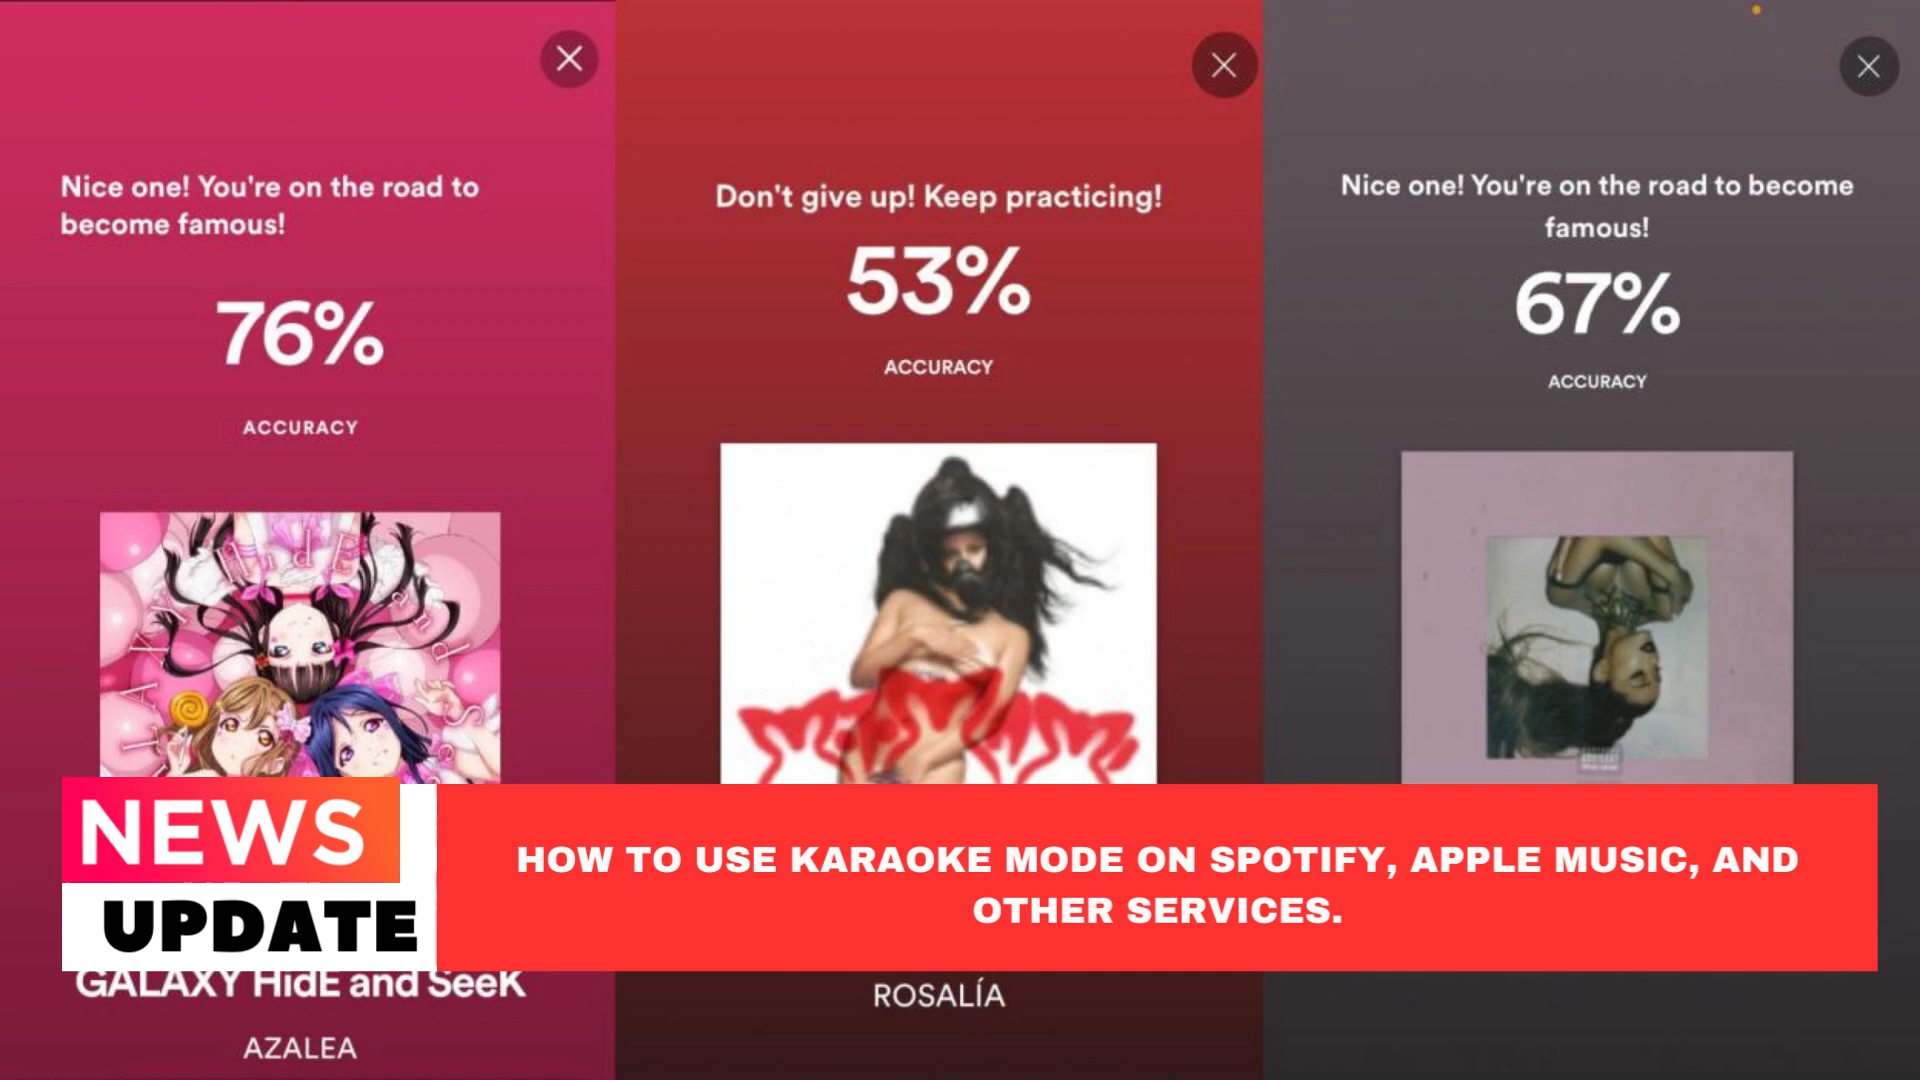 Nice one! You're on the road to
become famous!
76%
ACCURACY
HidE
and
GALAXY HidE and SeeK
AZALEA
Don't give up! Keep practicing!
53%
ACCURACY
ROSALÍA
Nice one! You're on the road to become
famous!
67%
ACCURACY
NEWS
UPDATE
HOW TO USE KARAOKE MODE ON SPOTIFY, APPLE MUSIC, AND
OTHER SERVICES.